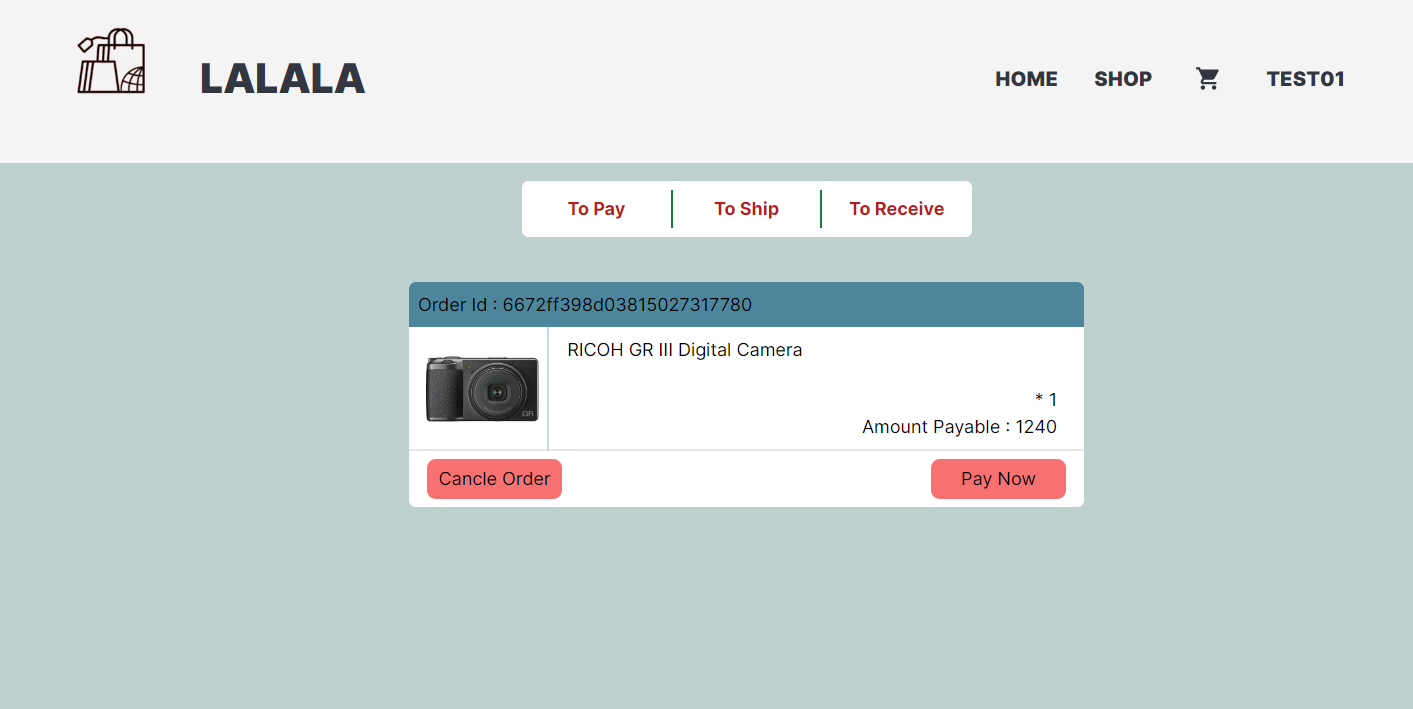 LALALA
HOME SHOP TEST01
To Pay To Ship To Receive
Order Id : 6672ff398d03815027317780
RICOH GR III Digital Camera
GR
* 1
Amount Payable : 1240
Cancle Order Pay Now